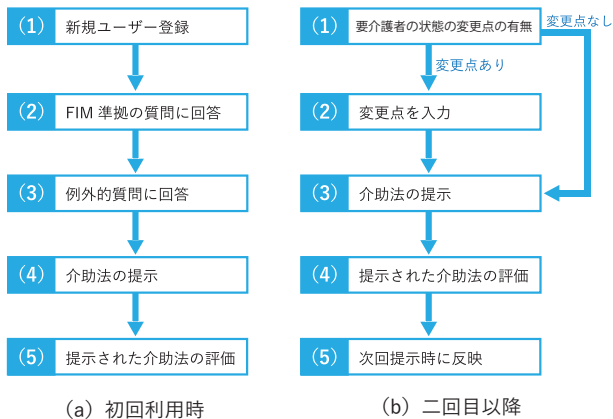 (1) 新規ユーザー登録
(2) FIM 準拠の質問に回答
(3) 例外的質問に回答
(4) 介助法の提示
(5) 提示された介助法の評価
(a) 初回利用時
(1) 要介護者の状態の変更点の有無
変更点なし
変更点あり
(2) 変更点を入力
(3) 介助法の提示
(4) 提示された介助法の評価
(5) 次回提示時に反映
(b) 二回目以降